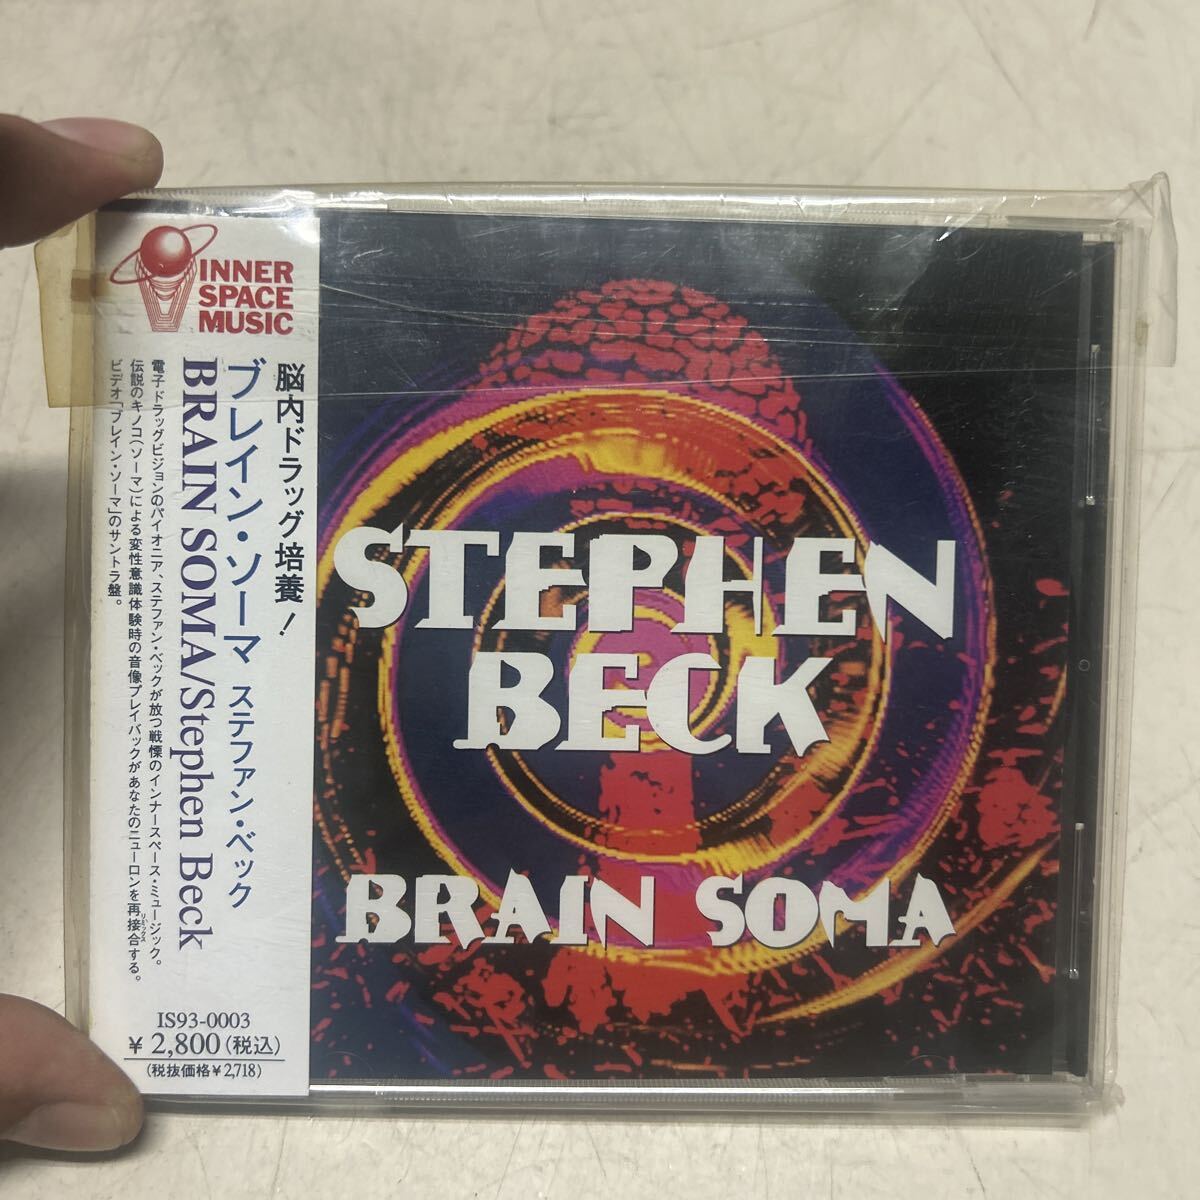 INNER
SPACE
MUSIC
脳内ドラッグ培養!
ブレイン・ソーマ ステファン・ベック
BRAIN SOMA/Stephen Beck
電子ドラッグビジョンのパイオニア、ステファン・ベックが放つ戦慄のインナースペース・ミュージック。
伝説のキノコ(ソーマ)による変性意識体験時の音像プレイバックがあなたのニューロンを再接合する。
リミックス
ビデオ「ブレイン・ソーマ」のサントラ盤。
IS93-0003
¥ 2,800(税込)
(税抜価格¥2,718)
STEPHEN
BECK
BRAIN SOMA